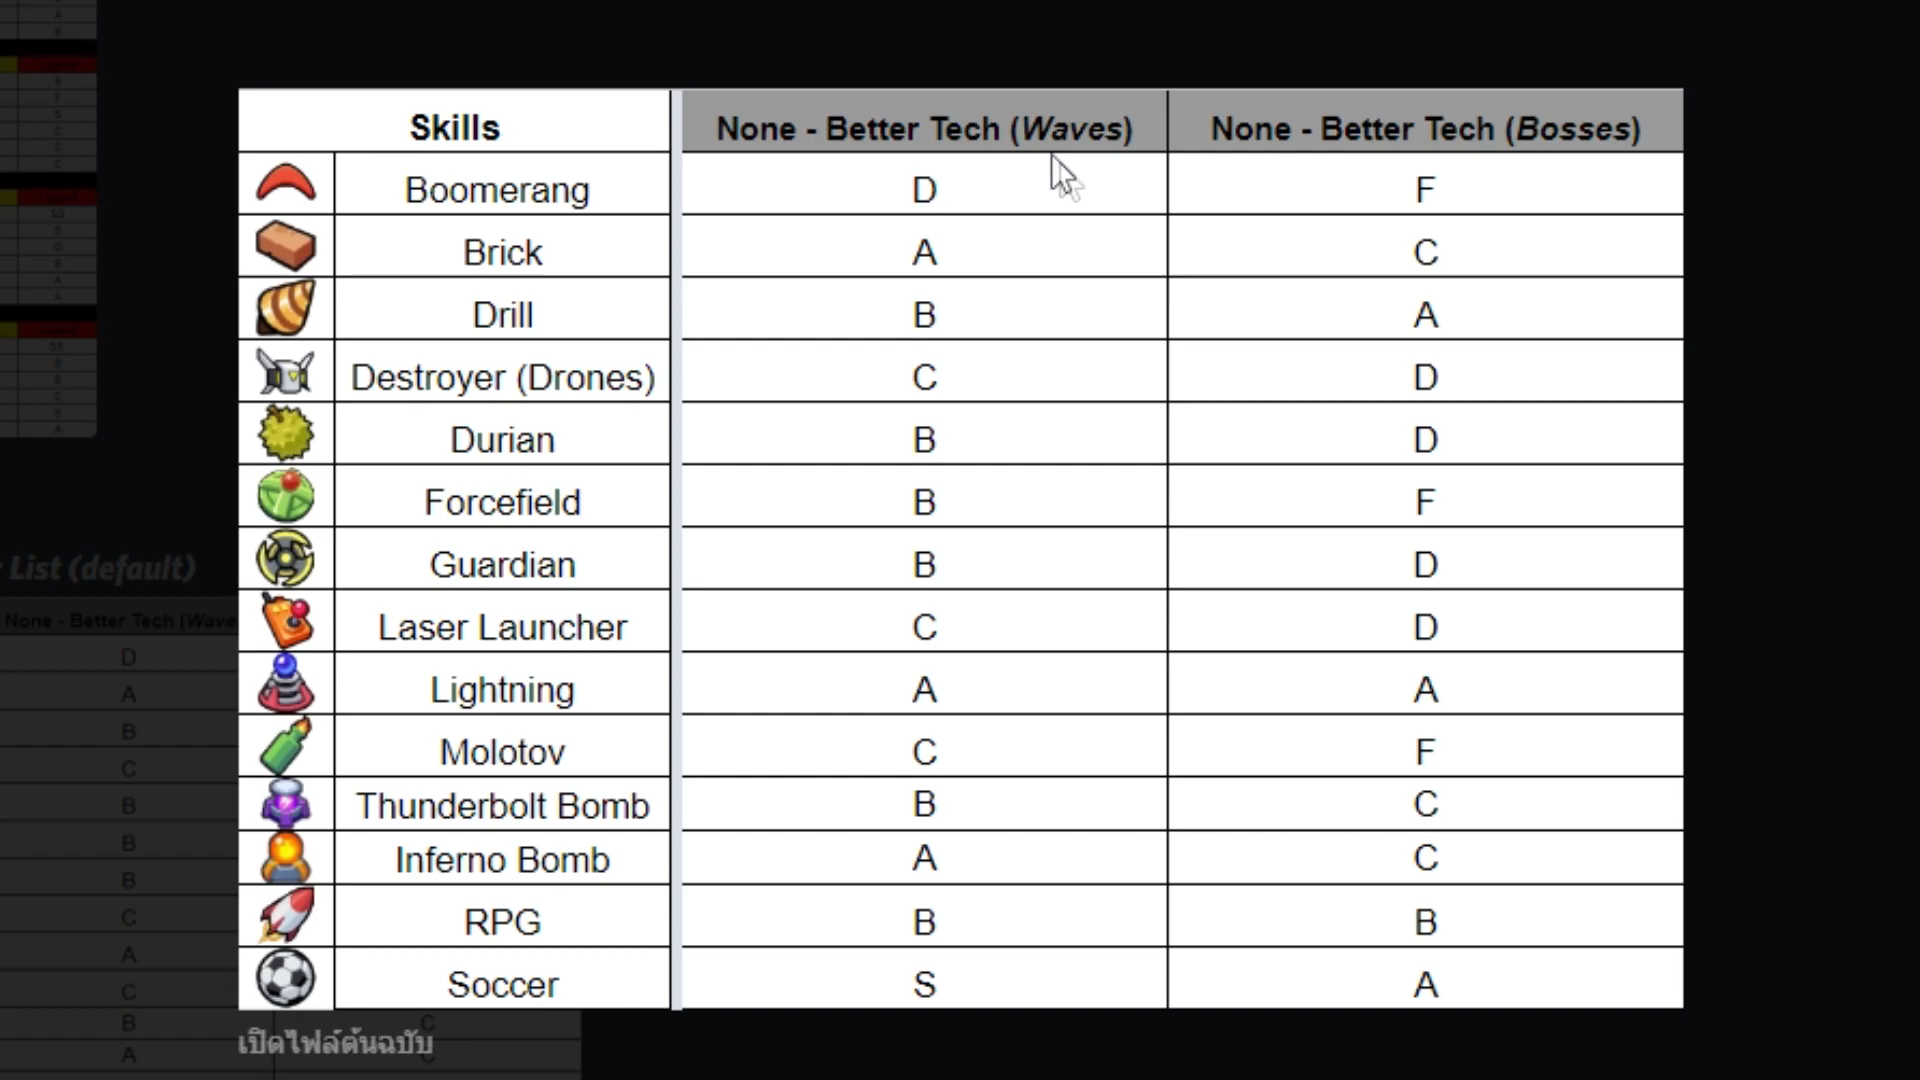 Skills None - Better Tech (Waves) None - Better Tech (Bosses)
Boomerang D F
Brick A C
Drill B A
Destroyer (Drones) C D
Durian B D
Forcefield B F
Guardian B D
Laser Launcher C D
Lightning A A
Molotov C F
Thunderbolt Bomb B C
Inferno Bomb A C
RPG B B
Soccer S A
เปิดไฟล์ต้นฉบับ
List (default)
None - Better Tech (Wave
D
A
B
C
B
B
B
C
A
C
B C
A C